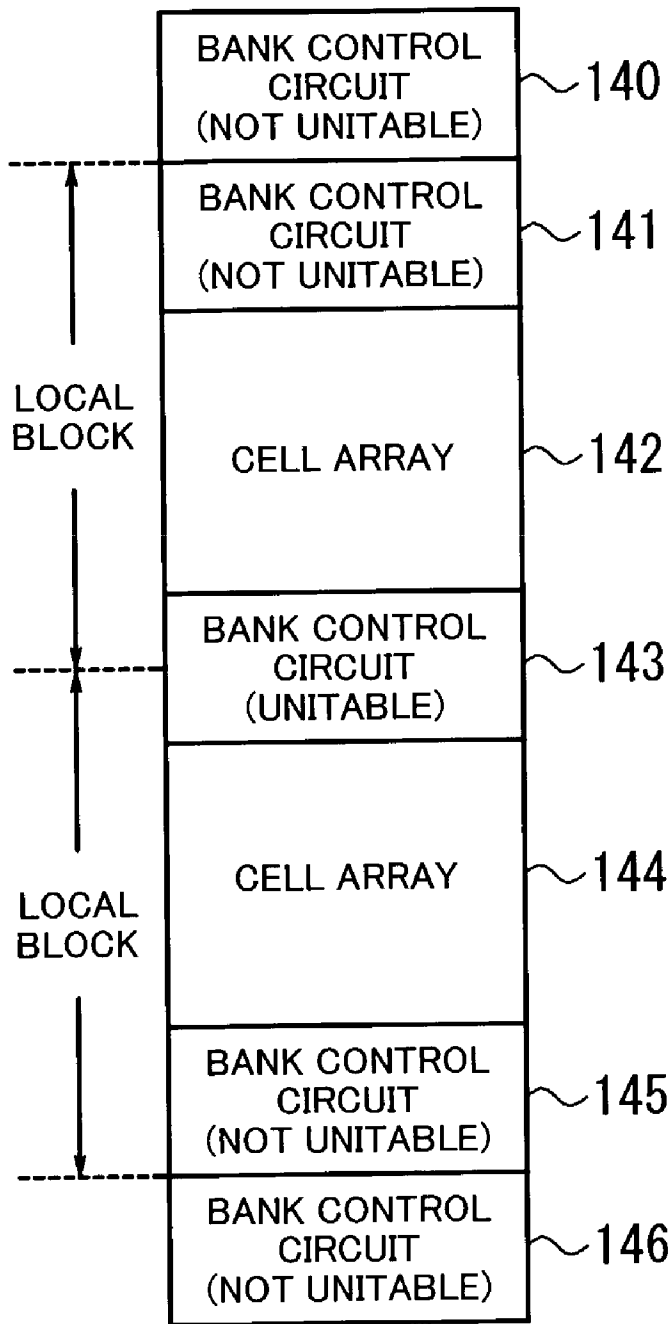 BANK CONTROL
CIRCUIT
(NOT UNITABLE)
140
BANK CONTROL
CIRCUIT
(NOT UNITABLE)
141
LOCAL
BLOCK
CELL ARRAY
142
BANK CONTROL
CIRCUIT
(UNITABLE)
143
LOCAL
BLOCK
CELL ARRAY
144
BANK CONTROL
CIRCUIT
(NOT UNITABLE)
145
BANK CONTROL
CIRCUIT
(NOT UNITABLE)
146